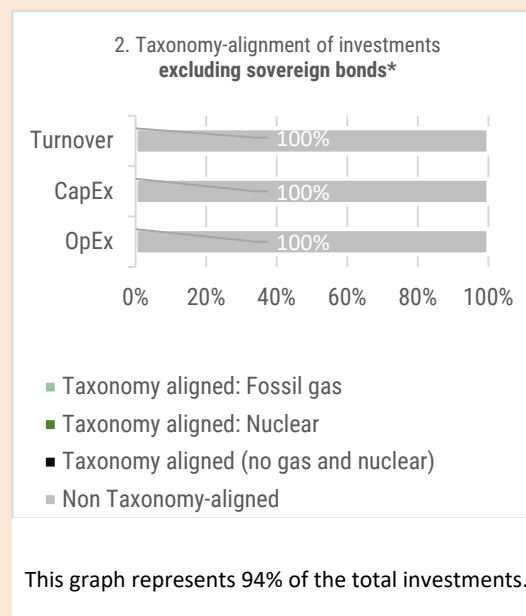 2. Taxonomy-alignment of investments
excluding sovereign bonds*
Turnover
100%
CapEx
100%
OpEx
100%
0% 20% 40% 60% 80% 100%
Taxonomy aligned: Fossil gas
Taxonomy aligned: Nuclear
Taxonomy aligned (no gas and nuclear)
Non Taxonomy-aligned
This graph represents 94% of the total investments.